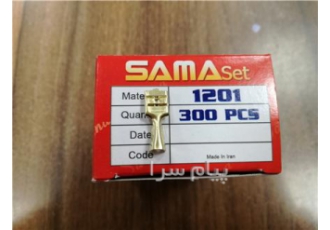 SAMASet
Mate 1201
Quan 300 PCS
Date
Code
Made in Iran
پیام سرا